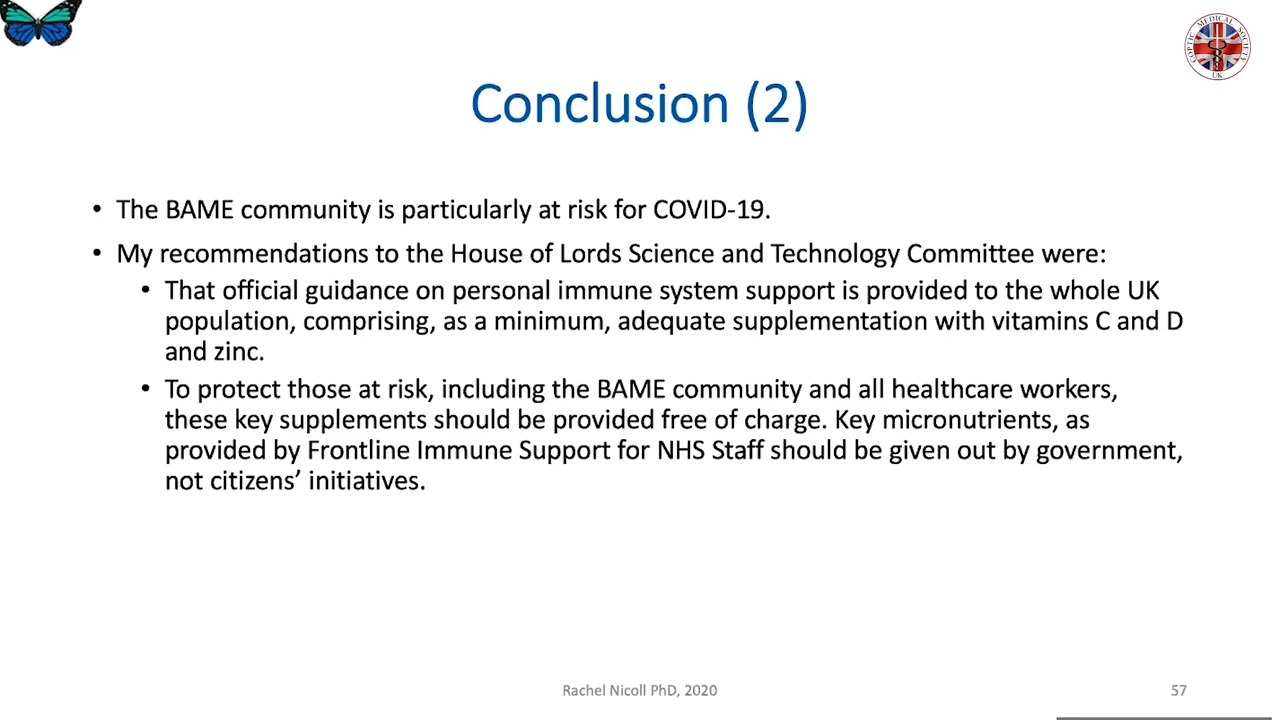 COPTIC MEDICAL SOCIETY
UK
Conclusion (2)
• The BAME community is particularly at risk for COVID-19.
• My recommendations to the House of Lords Science and Technology Committee were:
• That official guidance on personal immune system support is provided to the whole UK
population, comprising, as a minimum, adequate supplementation with vitamins C and D
and zinc.
• To protect those at risk, including the BAME community and all healthcare workers,
these key supplements should be provided free of charge. Key micronutrients, as
provided by Frontline Immune Support for NHS Staff should be given out by government,
not citizens’ initiatives.
Rachel Nicoll PhD, 2020
57